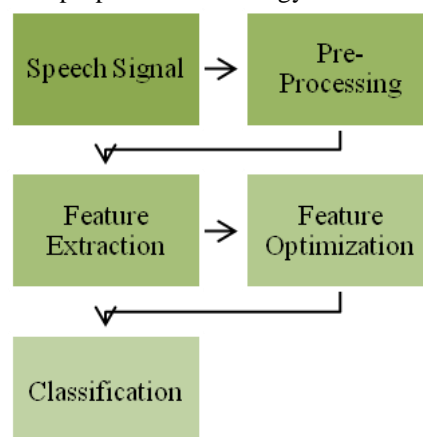 Speech Signal
Pre-
Processing
Feature
Extraction
Feature
Optimization
Classification